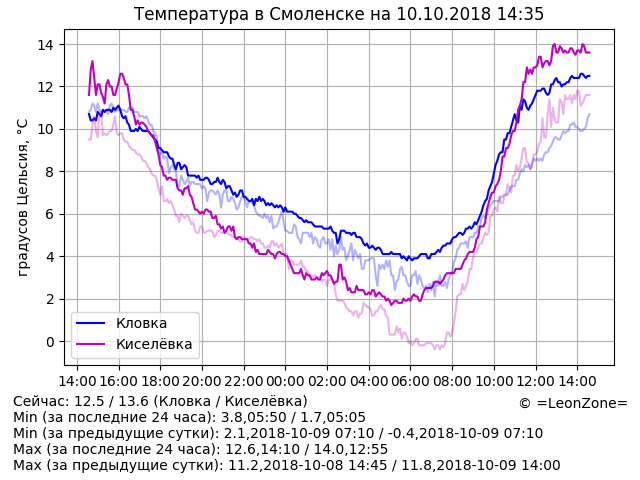 Температура в Смоленске на 10.10.2018 14:35
градусов Цельсия, °C
14
12
10
8
6
4
2
0
Кловка
Киселёвка
14:00 16:00 18:00 20:00 22:00 00:00 02:00 04:00 06:00 08:00 10:00 12:00 14:00
Сейчас: 12.5 / 13.6 (Кловка / Киселёвка)
© =LeonZone=
Min (за последние 24 часа): 3.8,05:50 / 1.7,05:05
Min (за предыдущие сутки): 2.1,2018-10-09 07:10 / -0.4,2018-10-09 07:10
Max (за последние 24 часа): 12.6,14:10 / 14.0,12:55
Max (за предыдущие сутки): 11.2,2018-10-08 14:45 / 11.8,2018-10-09 14:00